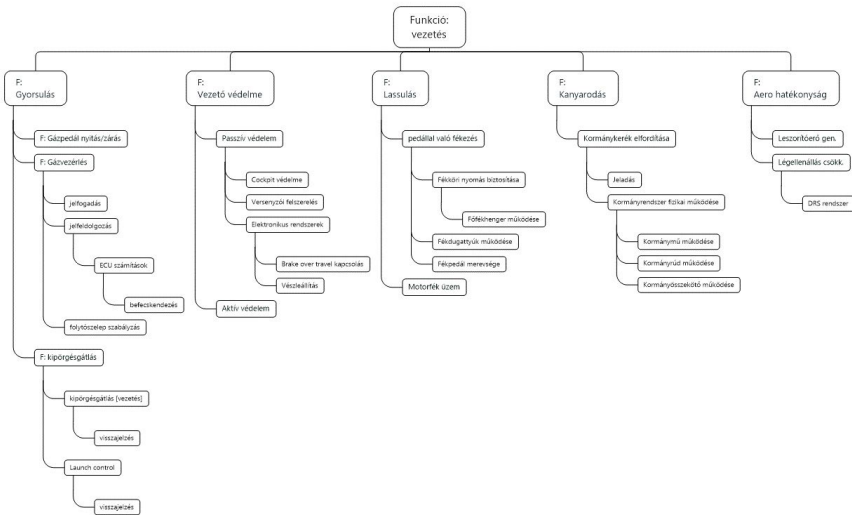 Funkció:
vezetés
F:
Gyorsulás
F: Gázpedál nyitás/zárás
F: Gázvezérlés
jelfogadás
jelfeldolgozás
ECU számítások
befecskendezés
folytószelep szabályzás
F: kipörgésgátlás
kipörgésgátlás [vezetés]
visszajelzés
Launch control
visszajelzés
F:
Vezető védelme
Passzív védelem
Cockpit védelme
Versenyzői felszerelés
Elektronikus rendszerek
Brake over travel kapcsolás
Vészleállítás
Aktív védelem
F:
Lassulás
pedállal való fékezés
Fékköri nyomás biztosítása
Főfékhenger működése
Fékdugattyúk működése
Fékpedál merevsége
Motorfék üzem
F:
Kanyarodás
Kormánykerék elfordítása
Jeladás
Kormányrendszer fizikai működése
Kormánymű működése
Kormányrúd működése
Kormányösszekötő működése
F:
Aero hatékonyság
Leszorítóerő gen.
Légellenállás csökk.
DRS rendszer